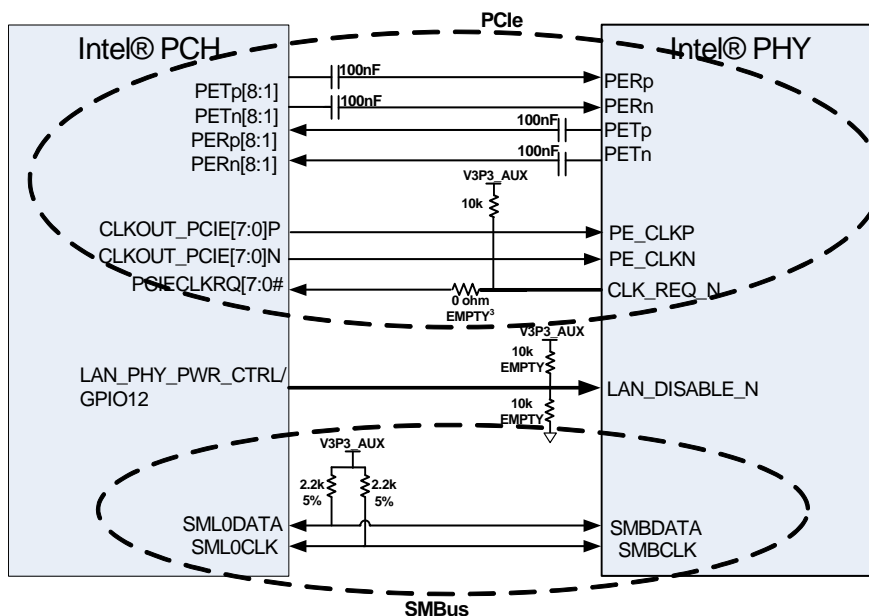 PCIe
Intel® PCH
Intel® PHY
100nF
PETp[8:1]
PERp
100nF
PETn[8:1]
PERn
100nF
PERp[8:1]
PETp
100nF
PERn[8:1]
PETn
V3P3_AUX
10k
CLKOUT_PCIE[7:0]P
PE_CLKP
CLKOUT_PCIE[7:0]N
PE_CLKN
PCIECLKRQ[7:0#
CLK_REQ_N
0 ohm
EMPTY³
V3P3_AUX
10k
EMPTY
LAN_PHY_PWR_CTRL/
GPIO12
LAN_DISABLE_N
10k
EMPTY
V3P3_AUX
2.2k
5%
2.2k
5%
SML0DATA
SMBDATA
SML0CLK
SMBCLK
SMBus